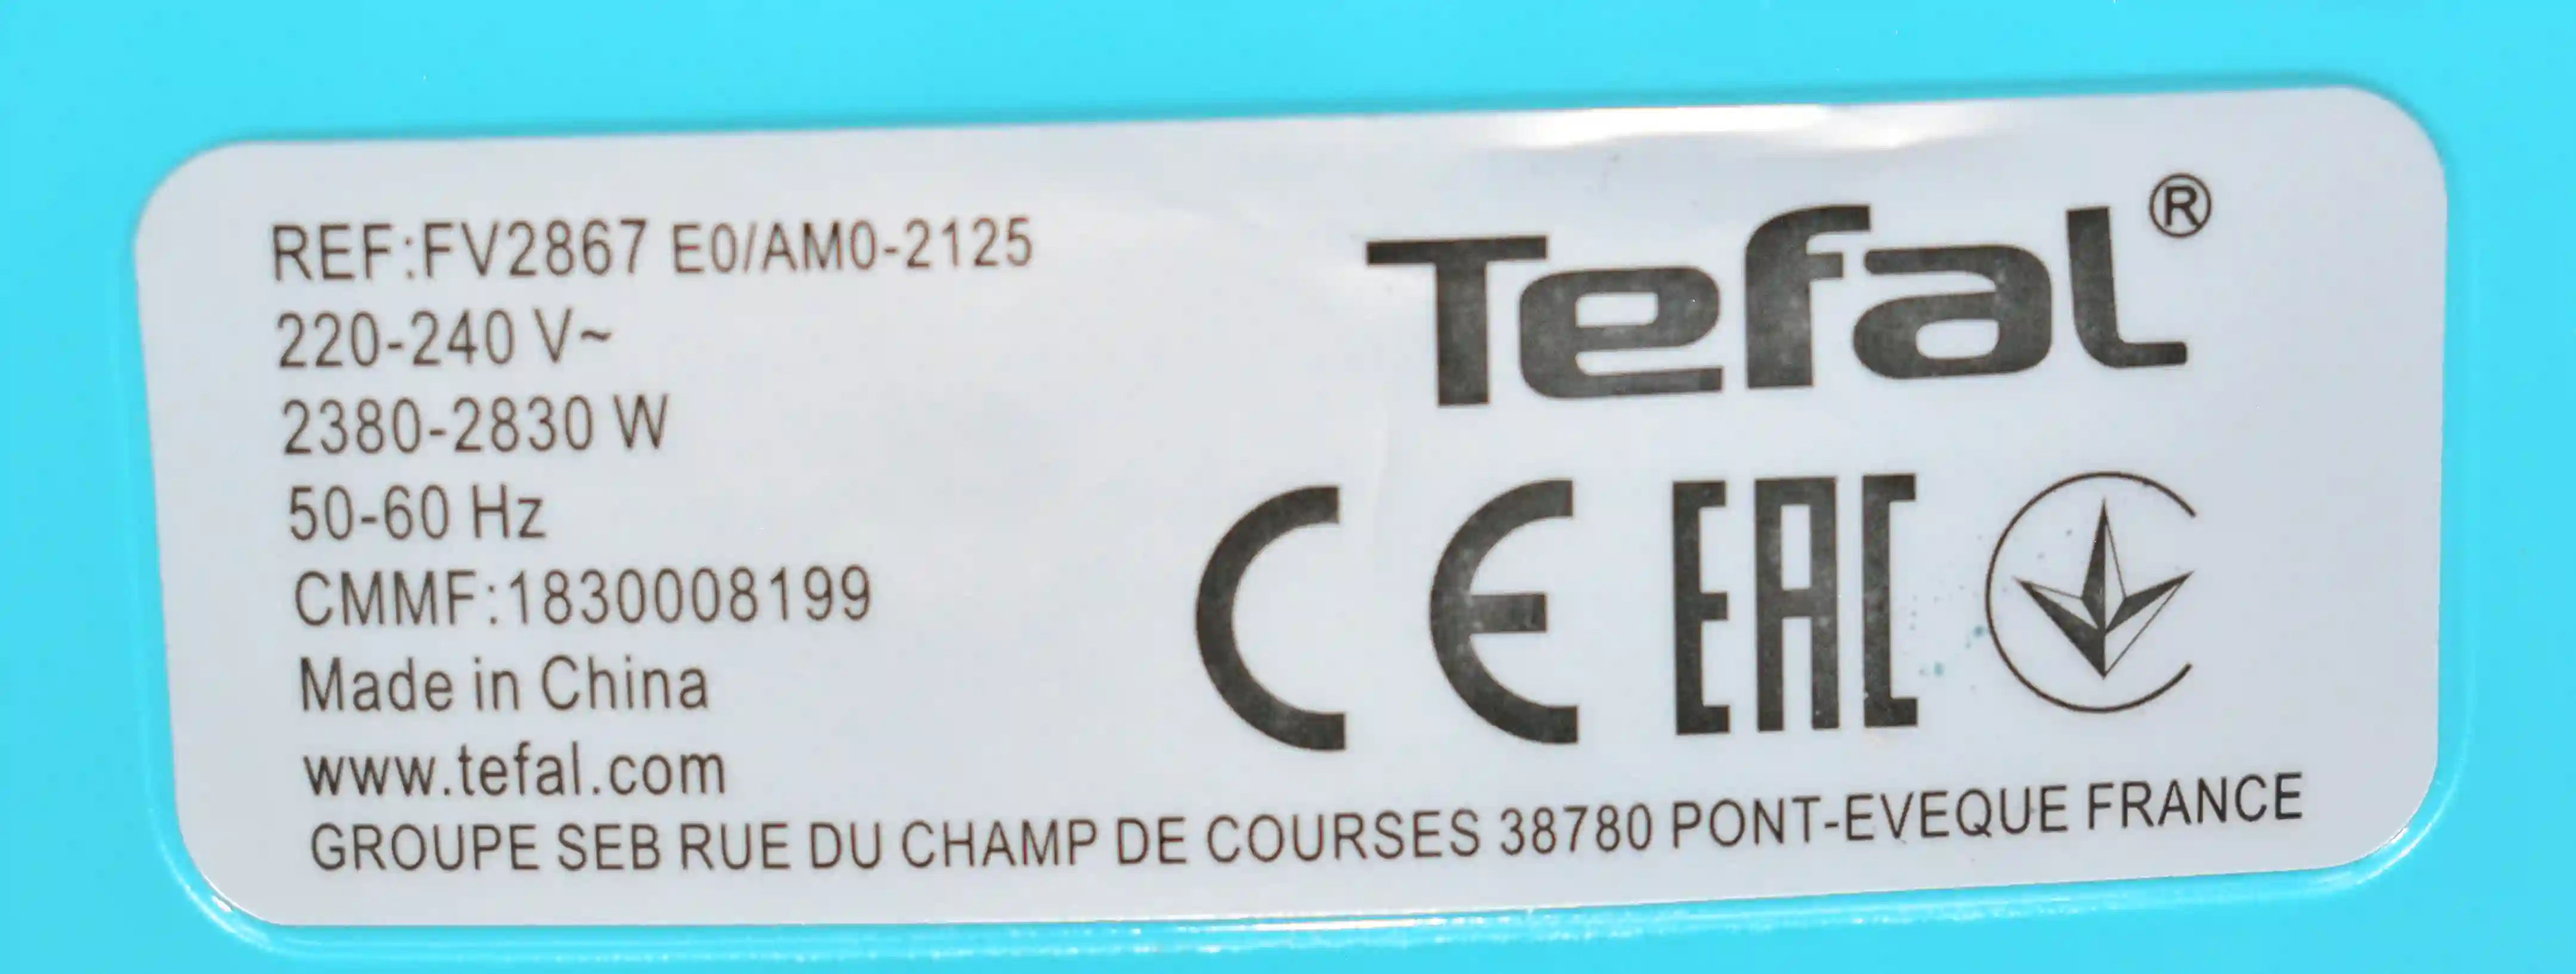 REF:FV2867 E0/AM0-2125
220-240 V~
2380-2830 W
50-60 Hz
CMMF:1830008199
Made in China
www.tefal.com
GROUPE SEB RUE DU CHAMP DE COURSES 38780 PONT-EVEQUE FRANCE
Tefal®
CE EAC